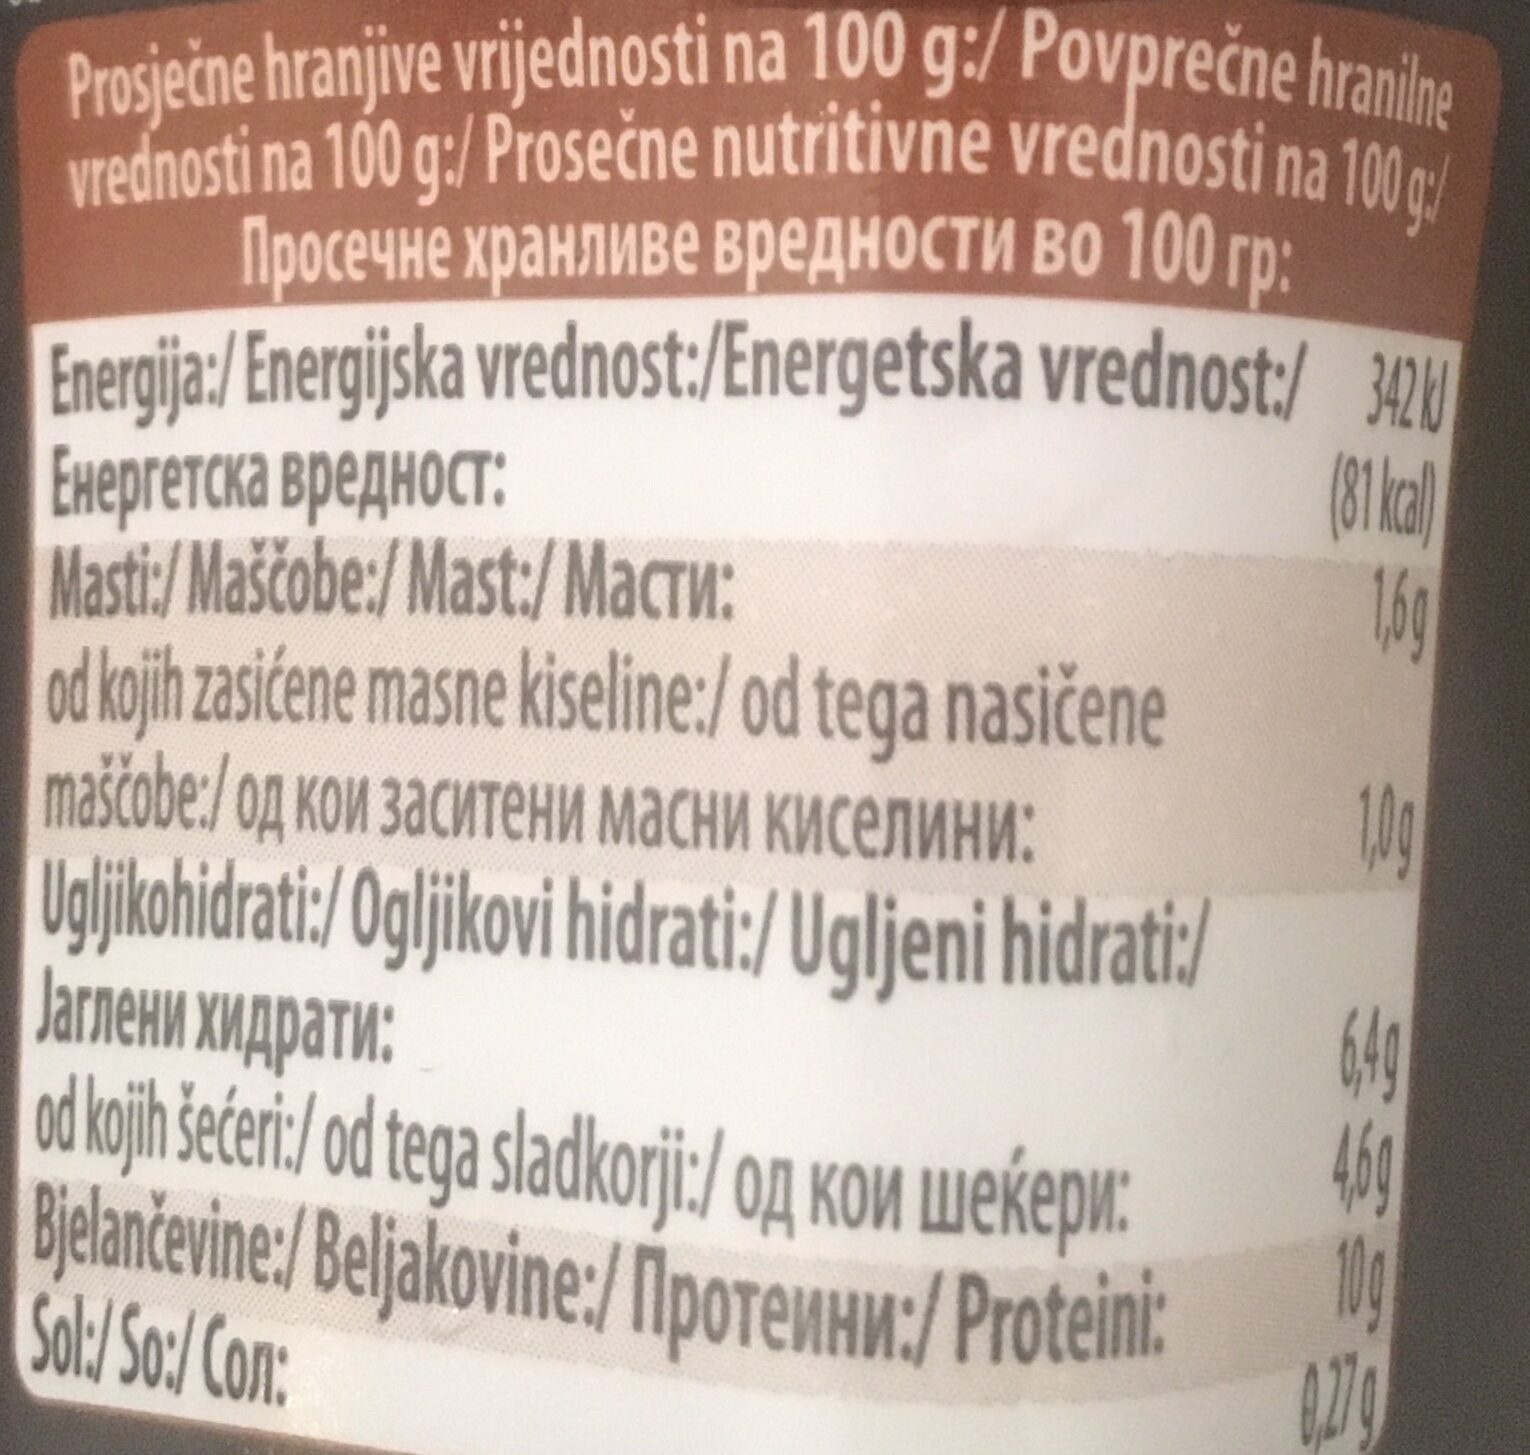 Prosječne hranjive vrijednosti na 100 g:/ Povprečne hranilne
vrednosti na 100 g:/ Prosečne nutritivne vrednosti na 100 g:/
Просечне хранливе вредности во 100 гр:
Energija:/ Energijska vrednost:/Energetska vrednost:/ 342 kJ
Енергетска вредност: (81 kcal)
Masti:/ Maščobe:/ Mast:/ Масти: 1,6 g
od kojih zasićene masne kiseline:/ od tega nasičene
maščobe:/ од кои заситени масни киселини: 1,0 g
Ugljikohidrati:/ Ogljikovi hidrati:/ Ugljeni hidrati:/
Јаглени хидрати: 6,4 g
od kojih šećeri:/ od tega sladkorji:/ од кои шеќери: 4,6 g
Bjelančevine:/ Beljakovine:/ Протеини:/ Proteini: 10 g
Sol:/ So:/ Сол: 0,27 g